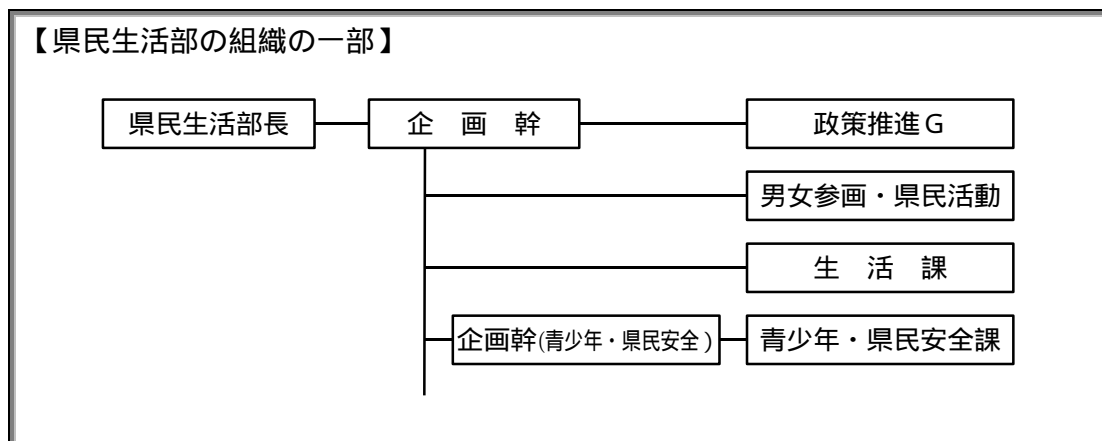 【県民生活部の組織の一部】
県民生活部長
企 画 幹
政策推進G
男女参画・県民活動
生 活 課
企画幹(青少年・県民安全)
青少年・県民安全課